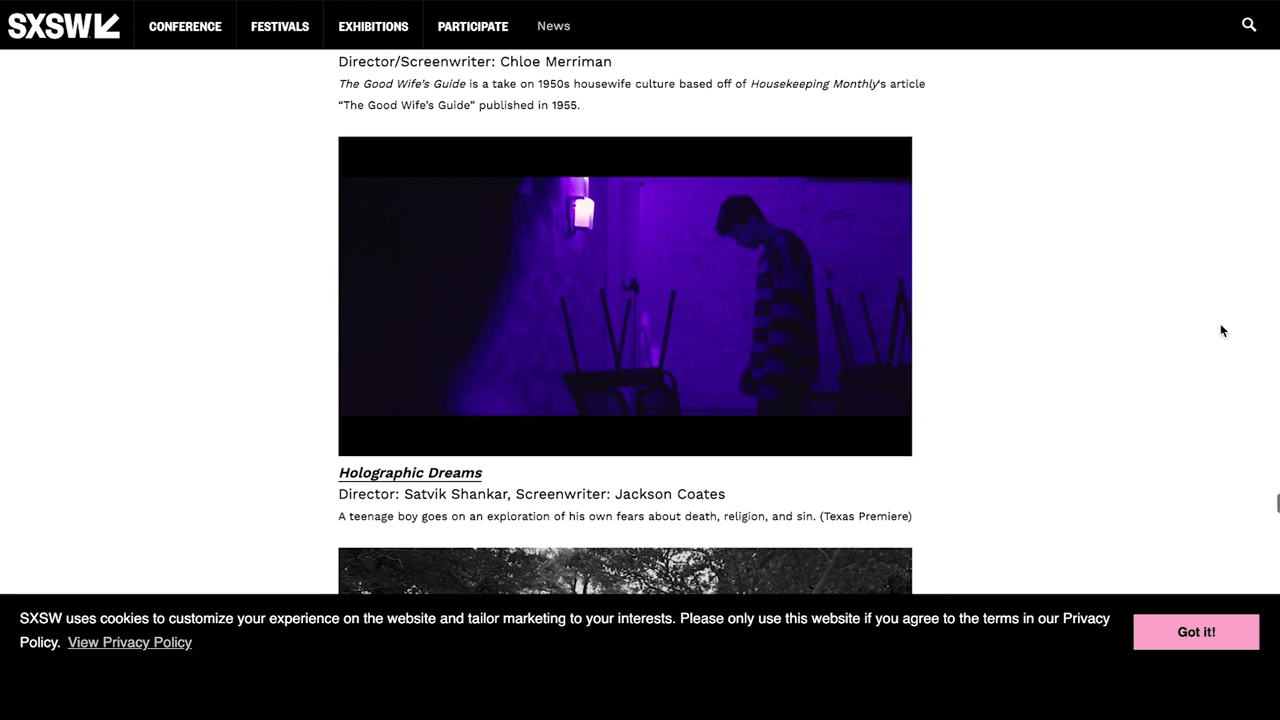 SXSW CONFERENCE FESTIVALS EXHIBITIONS PARTICIPATE News
Director/Screenwriter: Chloe Merriman
The Good Wife's Guide is a take on 1950s housewife culture based off of Housekeeping Monthly's article
“The Good Wife's Guide” published in 1955.
Holographic Dreams
Director: Satvik Shankar, Screenwriter: Jackson Coates
A teenage boy goes on an exploration of his own fears about death, religion, and sin. (Texas Premiere)
SXSW uses cookies to customize your experience on the website and tailor marketing to your interests. Please only use this website if you agree to the terms in our Privacy
Policy. View Privacy Policy
Got it!